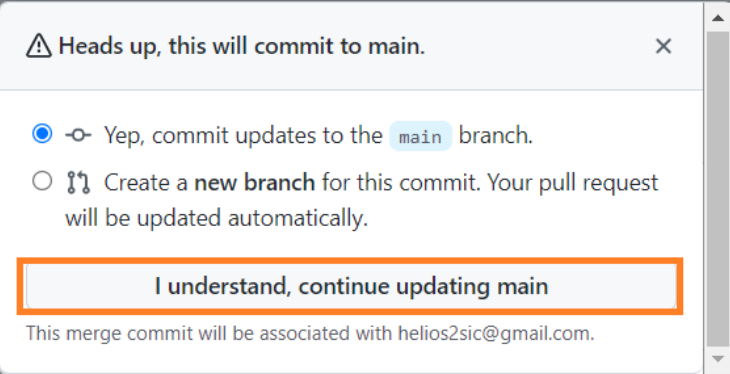 Heads up, this will commit to main.
Yep, commit updates to the main branch.
Create a new branch for this commit. Your pull request
will be updated automatically.
I understand, continue updating main
This merge commit will be associated with helios2sic@gmail.com.